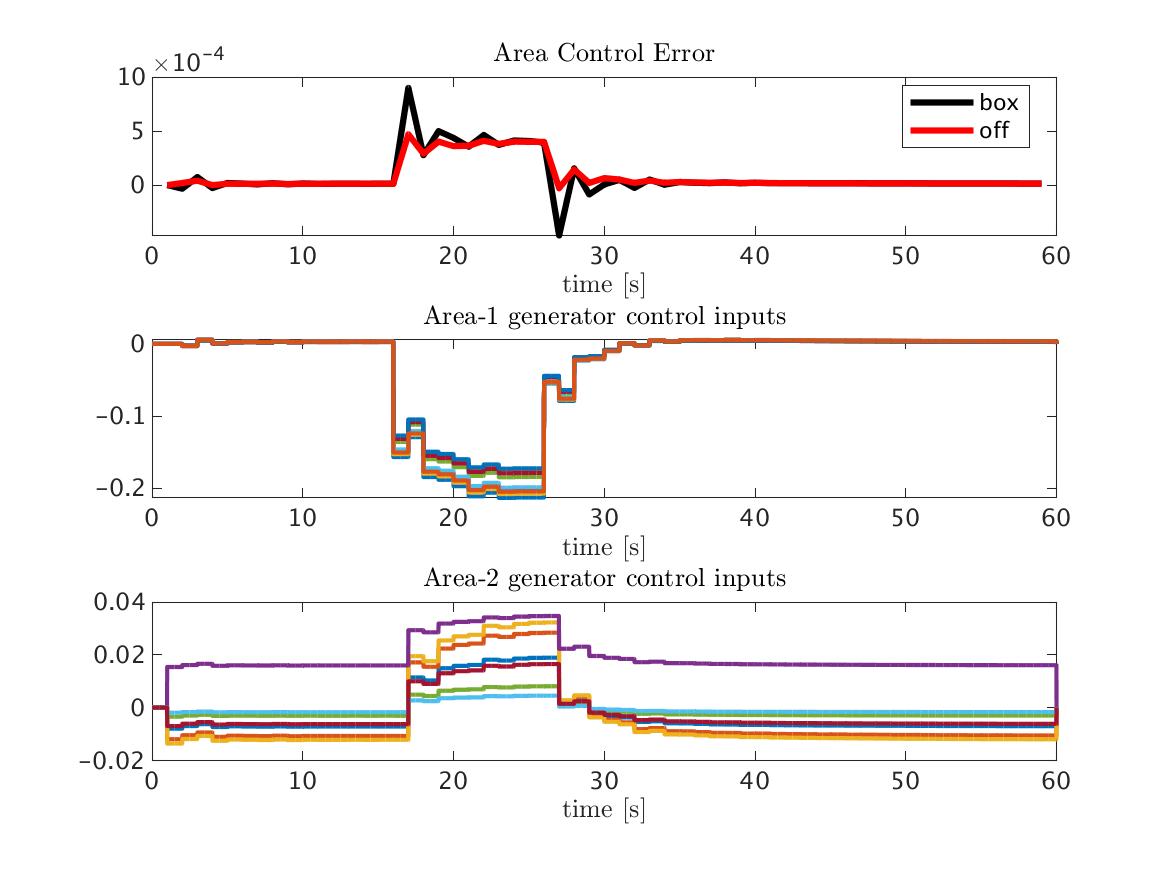 Area Control Error
×10⁻⁴
10
5
0
box
off
0 10 20 30 40 50 60
time [s]
Area-1 generator control inputs
0
−0.1
−0.2
0 10 20 30 40 50 60
time [s]
Area-2 generator control inputs
0.04
0.02
0
−0.02
0 10 20 30 40 50 60
time [s]